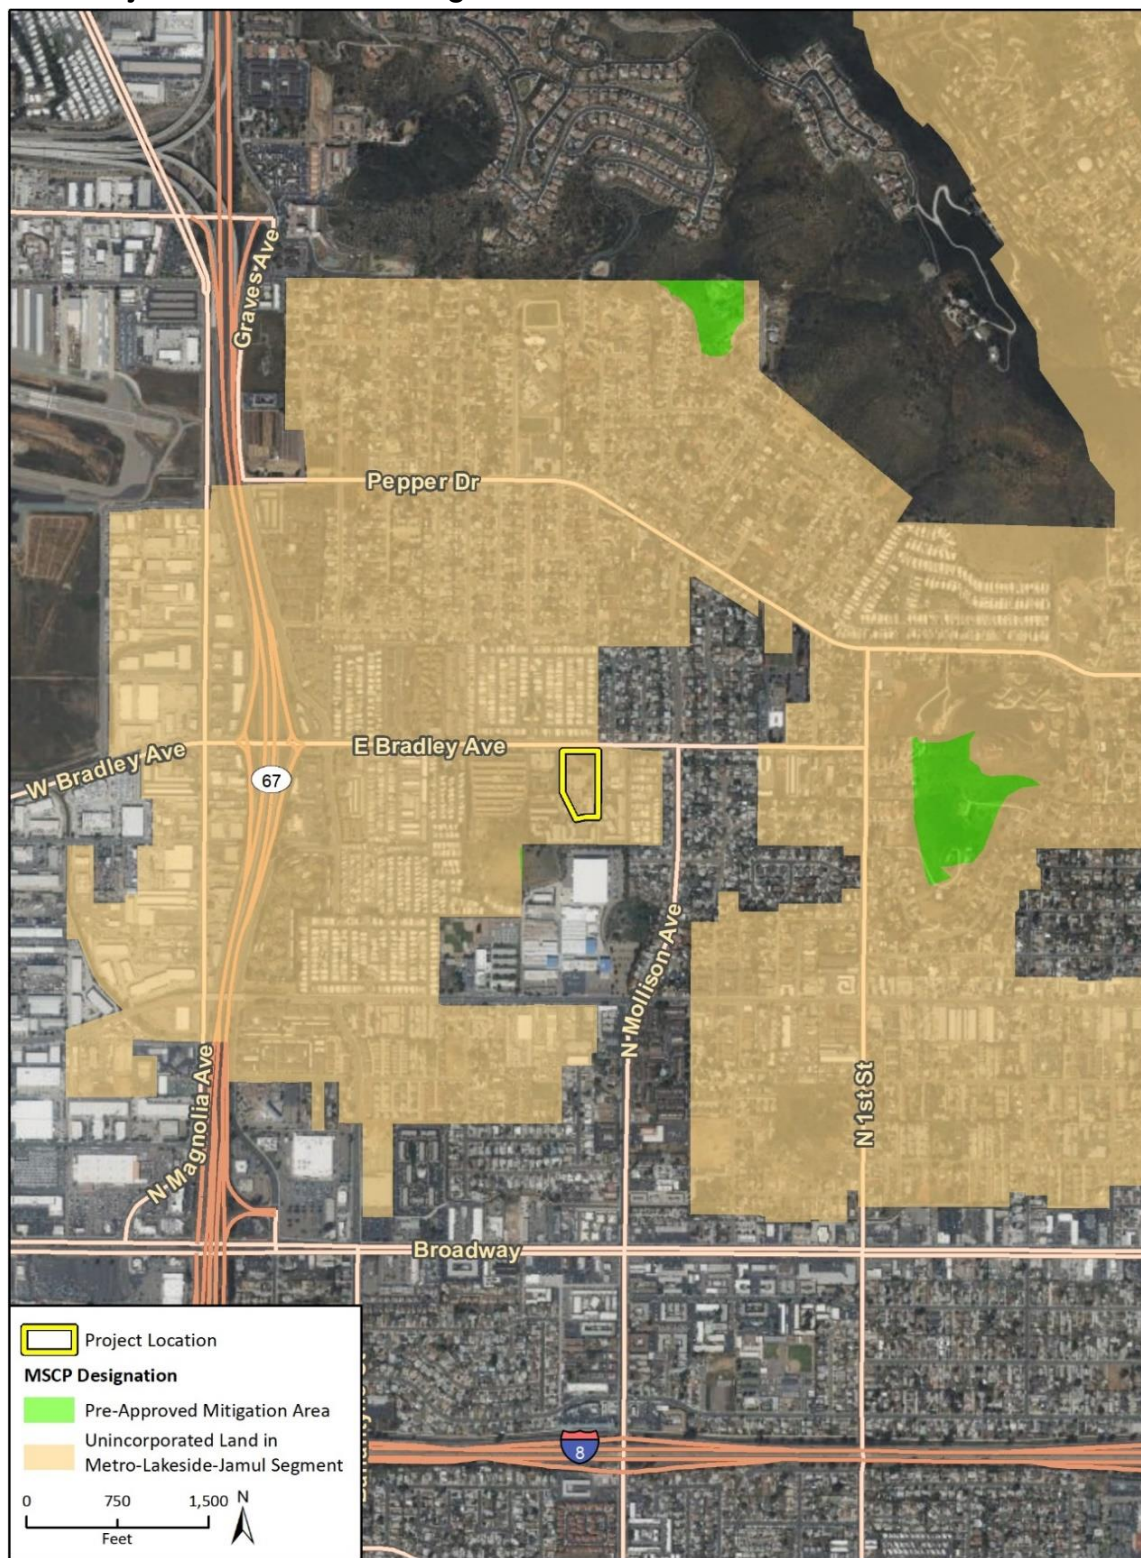 Graves Ave
Pepper Dr
E Bradley Ave
W Bradley Ave
67
N Mollison Ave
N 1st St
N Magnolia Ave
Broadway
8
Project Location
MSCP Designation
Pre-Approved Mitigation Area
Unincorporated Land in
Metro-Lakeside-Jamul Segment
0 750 1,500
Feet
N